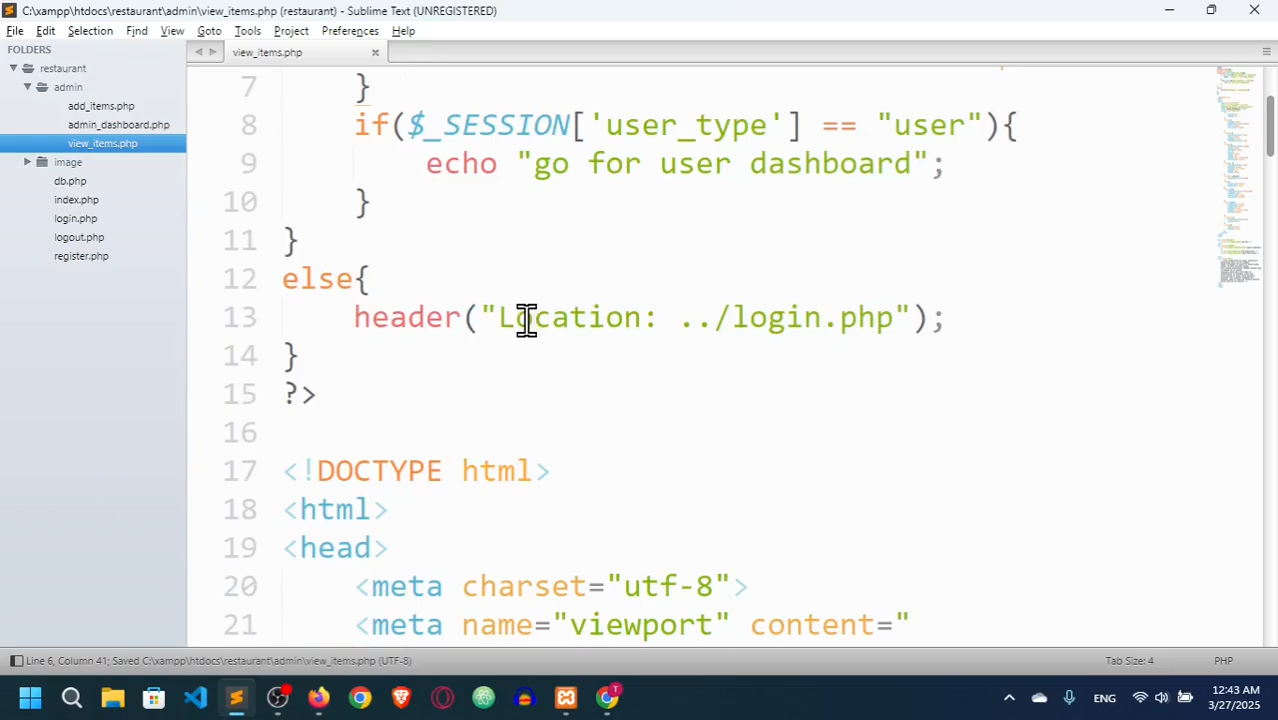 C:\xampp\htdocs\restaurant\admin\view_items.php (restaurant) - Sublime Text (UNREGISTERED)
File Edit Selection Find View Goto Tools Project Preferences Help
FOLDERS
restaurant
admin
add_items.php
admin_dashboard.php
view_items.php
image
db.php
index.php
login.php
logout.php
register.php
view_items.php
7 }
8 if($_SESSION['user_type'] == "user"){
9 echo "go for user dashboard";
10 }
11 }
12 else{
13 header("Location: ../login.php");
14 }
15 ?>
16
17 <!DOCTYPE html>
18 <html>
19 <head>
20 <meta charset="utf-8">
21 <meta name="viewport" content="
Line 6, Column 41; Saved C:\xampp\htdocs\restaurant\admin\view_items.php (UTF-8)
Tab Size: 4
PHP
T
ENG
12:43 AM
3/27/2025